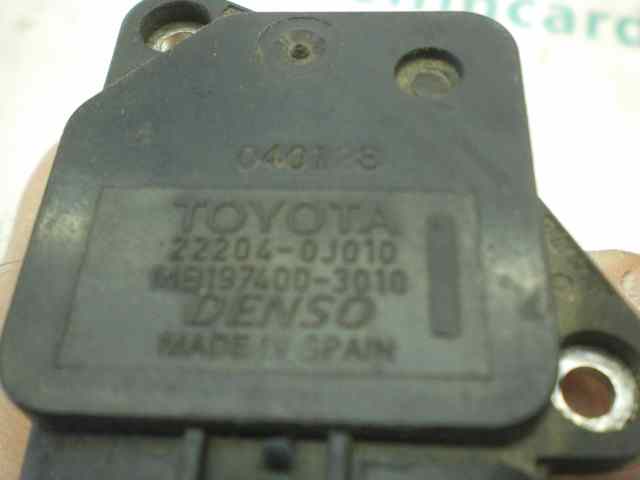 TOYOTA
22204-0J010
MB197400-3010
DENSO
MADE IN SPAIN